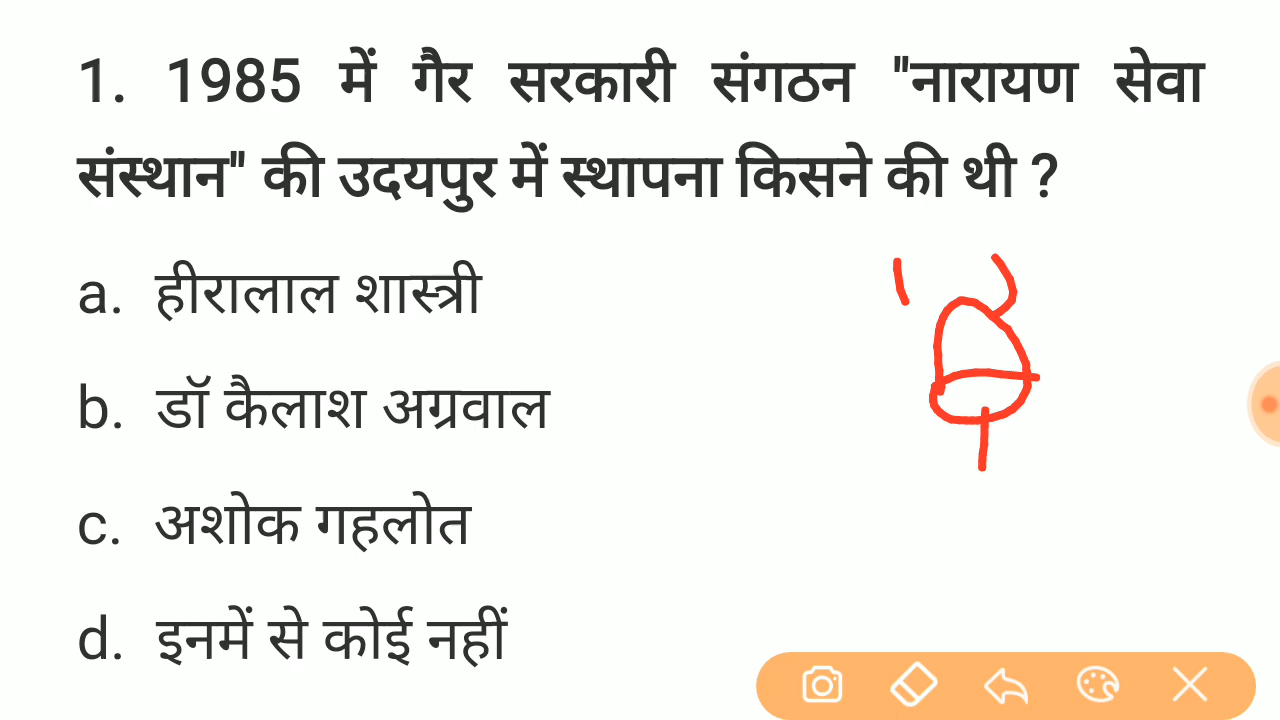 1. 1985 में गैर सरकारी संगठन "नारायण सेवा
संस्थान" की उदयपुर में स्थापना किसने की थी ?
a. हीरालाल शास्त्री
b. डॉ कैलाश अग्रवाल
c. अशोक गहलोत
d. इनमें से कोई नहीं